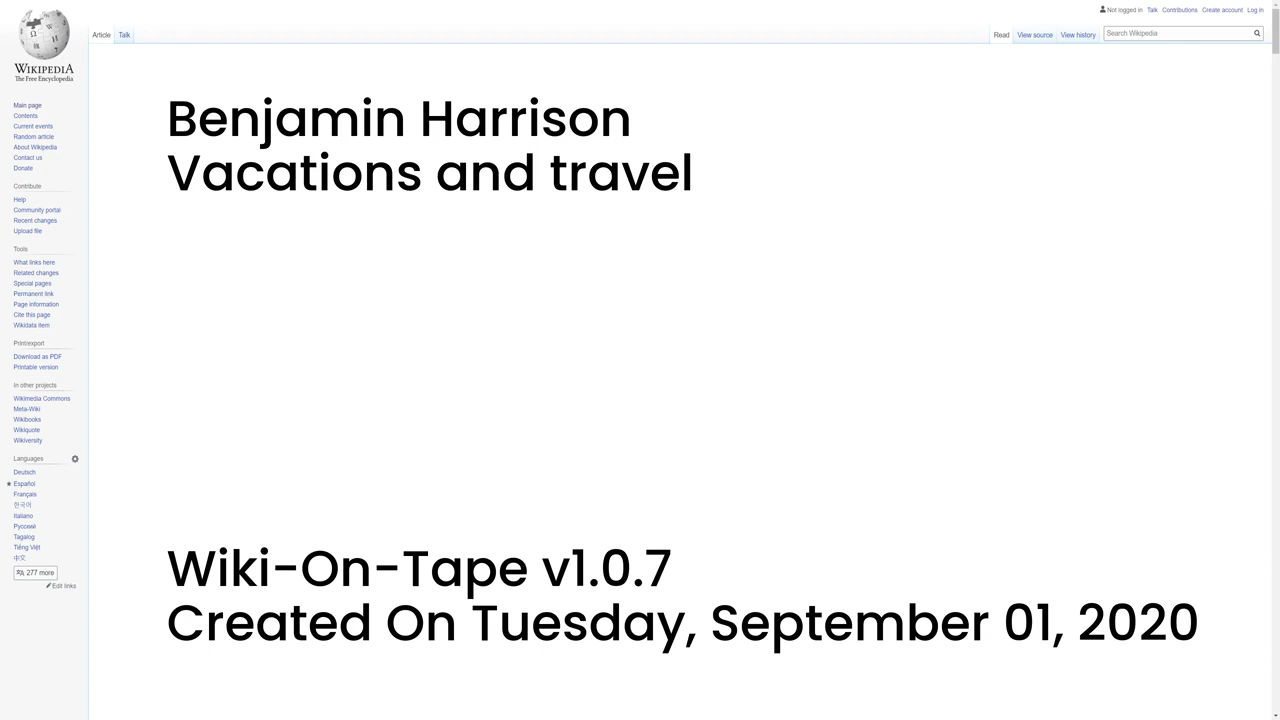 Not logged in Talk Contributions Create account Log in
Article Talk Read View source View history Search Wikipedia
WIKIPEDIA
The Free Encyclopedia
Main page
Contents
Current events
Random article
About Wikipedia
Contact us
Donate
Contribute
Help
Community portal
Recent changes
Upload file
Tools
What links here
Related changes
Special pages
Permanent link
Page information
Cite this page
Wikidata item
Print/export
Download as PDF
Printable version
In other projects
Wikimedia Commons
Meta-Wiki
Wikibooks
Wikiquote
Wikiversity
Languages
Deutsch
Español
Français
한국어
Italiano
Русский
Tagalog
Tiếng Việt
中文
277 more
Edit links
Benjamin Harrison
Vacations and travel
Wiki-On-Tape v1.0.7
Created On Tuesday, September 01, 2020